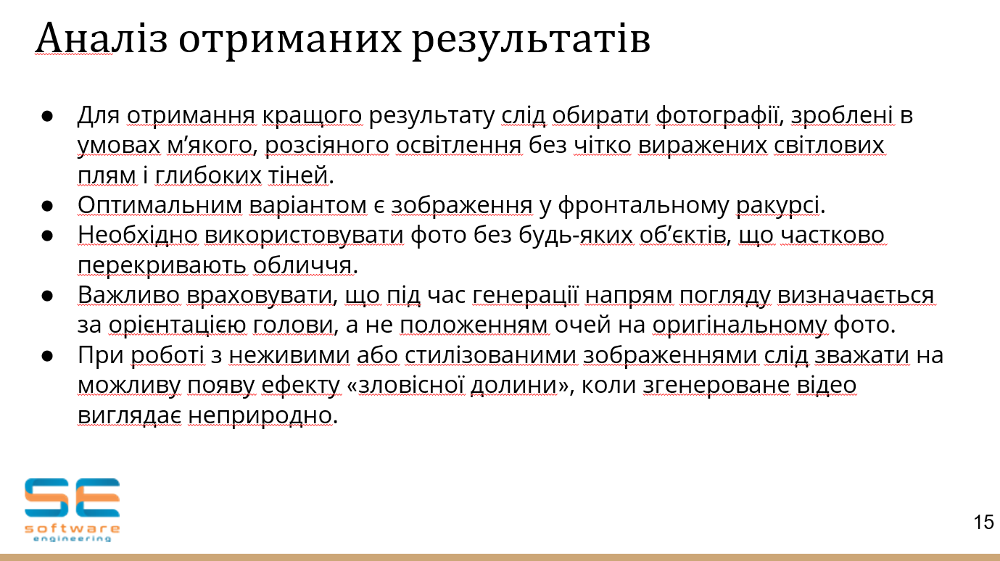 Аналіз отриманих результатів
● Для отримання кращого результату слід обирати фотографії, зроблені в
умовах м’якого, розсіяного освітлення без чітко виражених світлових
плям і глибоких тіней.
● Оптимальним варіантом є зображення у фронтальному ракурсі.
● Необхідно використовувати фото без будь-яких об’єктів, що частково
перекривають обличчя.
● Важливо враховувати, що під час генерації напрям погляду визначається
за орієнтацією голови, а не положенням очей на оригінальному фото.
● При роботі з неживими або стилізованими зображеннями слід зважати на
можливу появу ефекту «зловісної долини», коли згенероване відео
виглядає неприродно.
SE
software
engineering
15